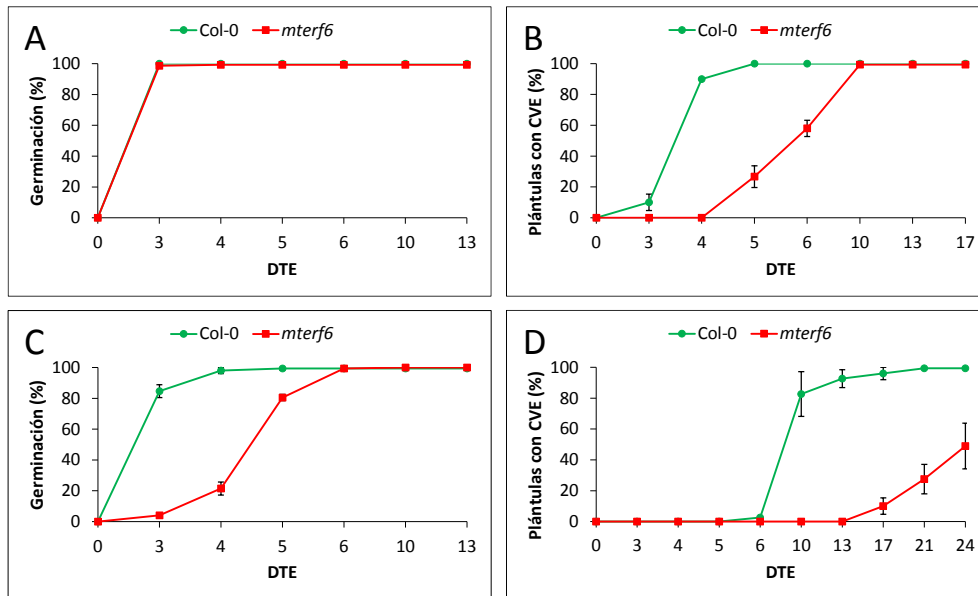 A
Col-0 mterf6
Germinación (%)
100
80
60
40
20
0
0 3 4 5 6 10 13
DTE
B
Col-0 mterf6
Plántulas con CVE (%)
100
80
60
40
20
0
0 3 4 5 6 10 13 17
DTE
C
Col-0 mterf6
Germinación (%)
100
80
60
40
20
0
0 3 4 5 6 10 13
DTE
D
Col-0 mterf6
Plántulas con CVE (%)
100
80
60
40
20
0
0 3 4 5 6 10 13 17 21 24
DTE